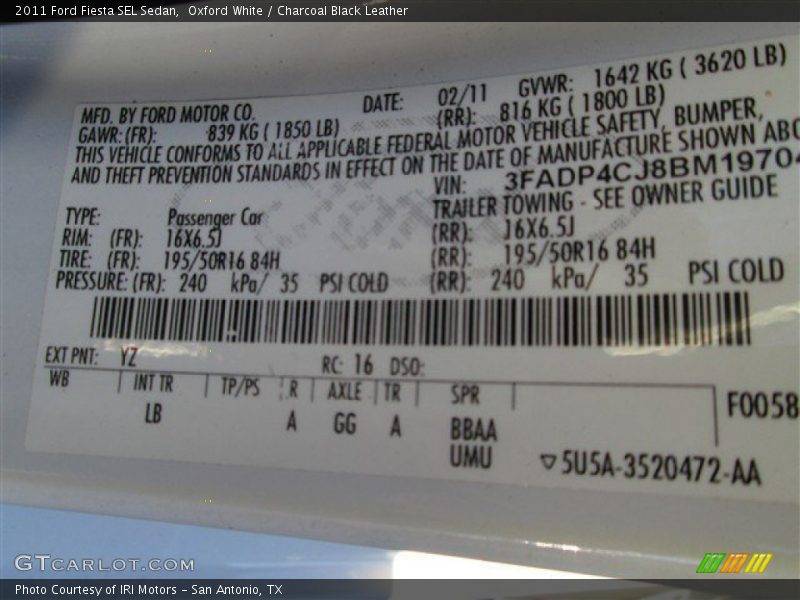 2011 Ford Fiesta SEL Sedan, Oxford White / Charcoal Black Leather
MFD. BY FORD MOTOR CO. DATE: 02/11 GVWR: 1642 KG ( 3620 LB)
GAWR: (FR): 839 KG ( 1850 LB) (RR): 816 KG ( 1800 LB)
THIS VEHICLE CONFORMS TO ALL APPLICABLE FEDERAL MOTOR VEHICLE SAFETY, BUMPER,
AND THEFT PREVENTION STANDARDS IN EFFECT ON THE DATE OF MANUFACTURE SHOWN ABO
VIN: 3FADP4CJ8BM19704
TYPE: Passenger Car TRAILER TOWING - SEE OWNER GUIDE
RIM: (FR): 16X6.5J (RR): 16X6.5J
TIRE: (FR): 195/50R16 84H (RR): 195/50R16 84H
PRESSURE: (FR): 240 kPa/ 35 PSI COLD (RR): 240 kPa/ 35 PSI COLD
EXT PNT: YZ RC: 16 DSO:
WB INT TR TP/PS R AXLE TR SPR F0058
LB A GG A BBAA
UMU ▽5U5A-3520472-AA
GTCARLOT.COM
Photo Courtesy of IRI Motors – San Antonio, TX